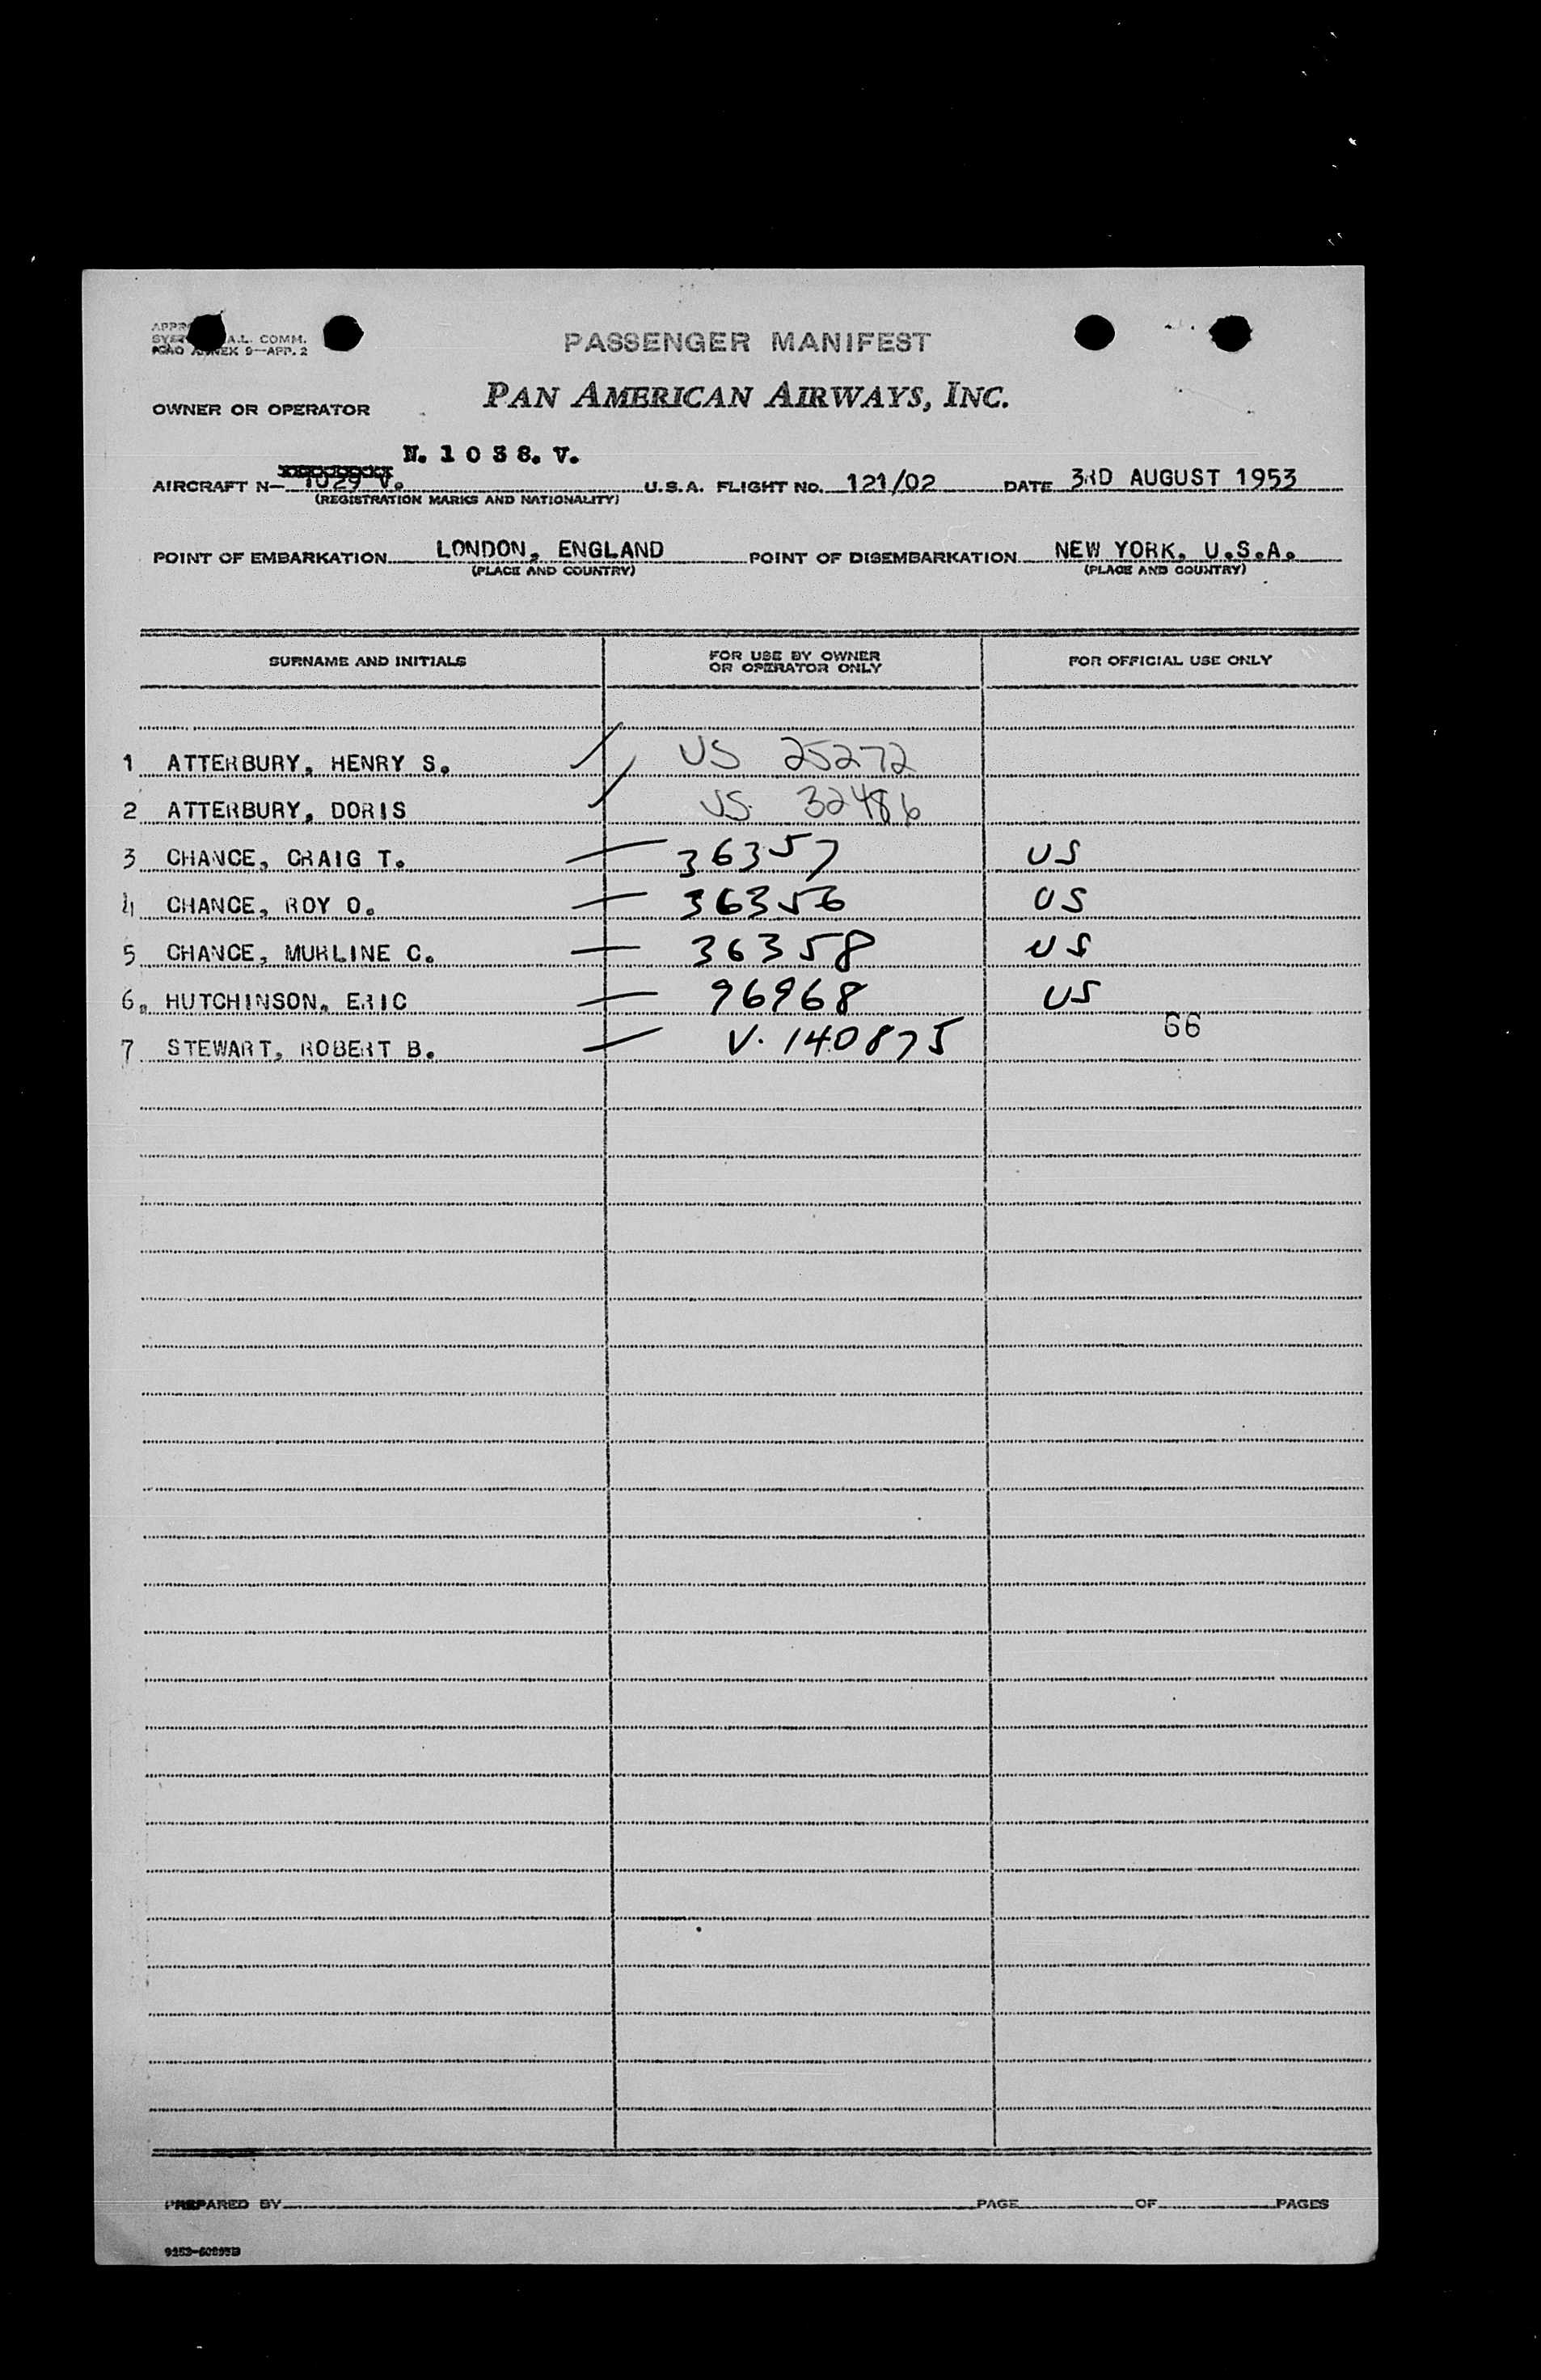 PASSENGER MANIFEST
A.L. COMM.
ANNEX 9—APP. 2
OWNER OR OPERATOR PAN AMERICAN AIRWAYS, INC.
N. 1 0 3 8. V.
AIRCRAFT N— 1029 V. U.S.A. FLIGHT NO. 121/02 DATE 3RD AUGUST 1953
(REGISTRATION MARKS AND NATIONALITY)
POINT OF EMBARKATION LONDON, ENGLAND POINT OF DISEMBARKATION NEW YORK, U.S.A.
(PLACE AND COUNTRY) (PLACE AND COUNTRY)
SURNAME AND INITIALS FOR USE BY OWNER OR OPERATOR ONLY FOR OFFICIAL USE ONLY
1 ATTERBURY, HENRY S. US 25272
2 ATTERBURY, DORIS US. 32486
3 CHANCE, CRAIG T. 36357 US
4 CHANCE, ROY O. 36356 US
5 CHANCE, MURLINE C. 36358 US
6. HUTCHINSON, ERIC 96968 US
66
7 STEWART, ROBERT B. V. 140875
PREPARED BY PAGE OF PAGES